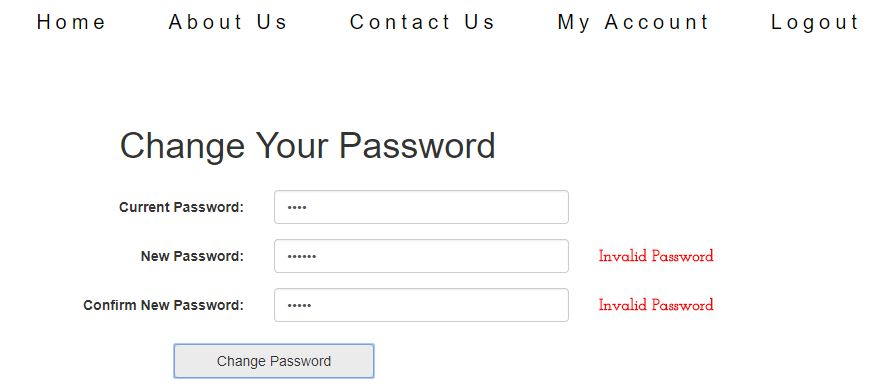 Home About Us Contact Us My Account Logout
Change Your Password
Current Password: ••••
New Password: •••••• Invalid Password
Confirm New Password: ••••• Invalid Password
Change Password